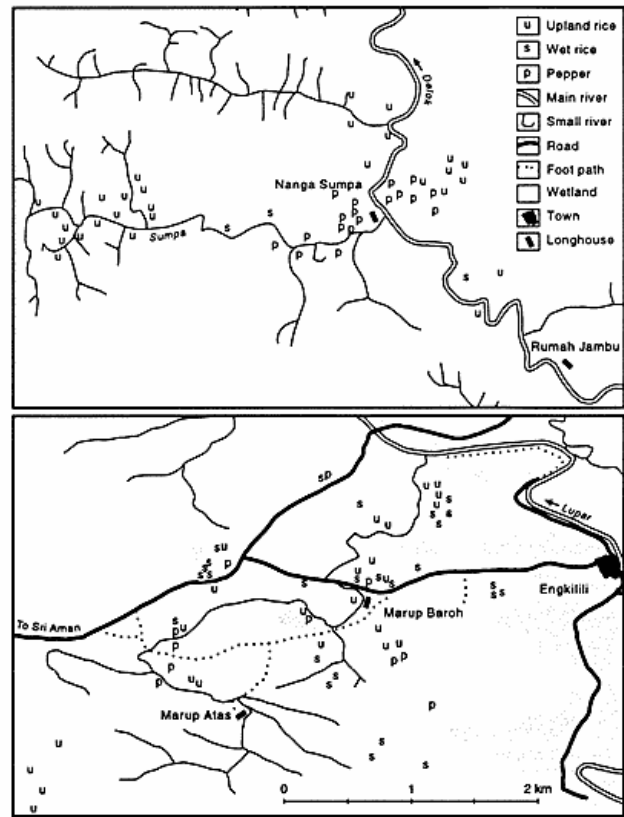 u Upland rice
s Wet rice
p Pepper
Main river
Small river
Road
Foot path
Wetland
Town
Longhouse
Delok
Nanga Sumpa
Sumpa
Rumah Jambu
Lupar
Engkilili
To Sri Aman
Marup Baroh
Marup Atas
0 1 2 km